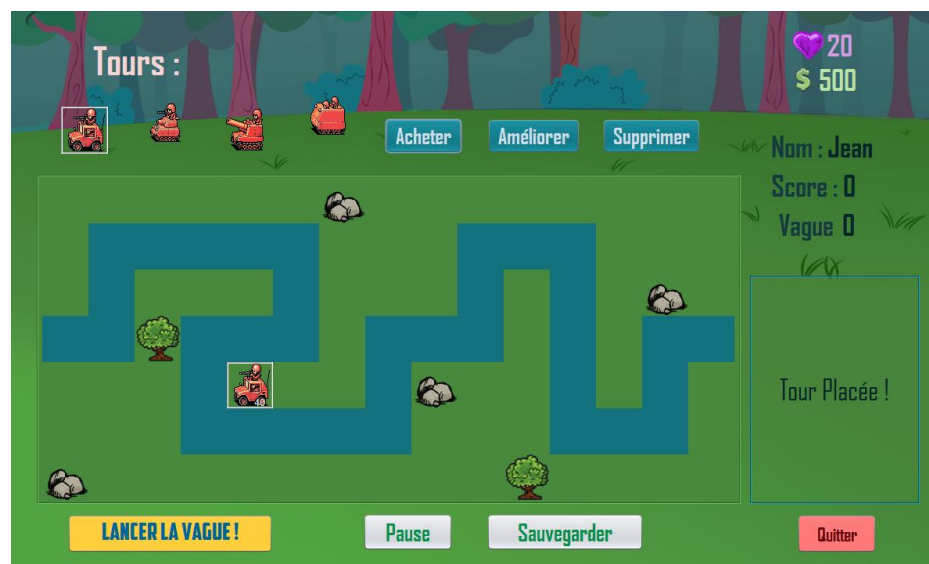 Tours :
20
$ 500
Acheter
Améliorer
Supprimer
Nom : Jean
Score : 0
Vague 0
40
Tour Placée !
LANCER LA VAGUE !
Pause
Sauvegarder
Quitter